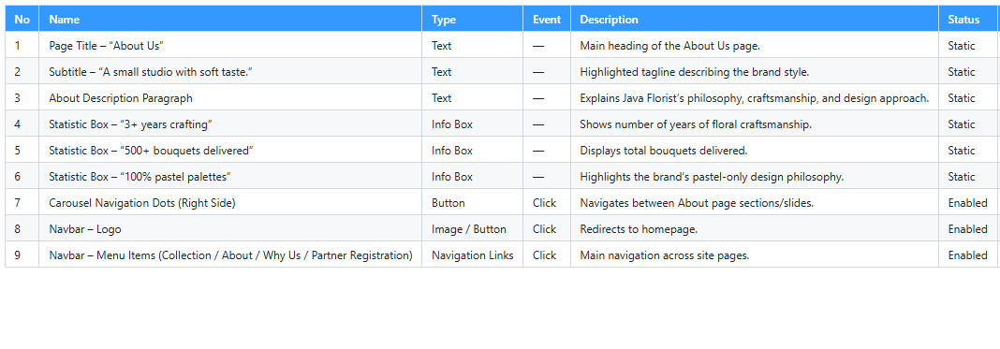 No Name Type Event Description Status
1 Page Title – “About Us” Text — Main heading of the About Us page. Static
2 Subtitle – “A small studio with soft taste.” Text — Highlighted tagline describing the brand style. Static
3 About Description Paragraph Text — Explains Java Florist’s philosophy, craftsmanship, and design approach. Static
4 Statistic Box – “3+ years crafting” Info Box — Shows number of years of floral craftsmanship. Static
5 Statistic Box – “500+ bouquets delivered” Info Box — Displays total bouquets delivered. Static
6 Statistic Box – “100% pastel palettes” Info Box — Highlights the brand’s pastel-only design philosophy. Static
7 Carousel Navigation Dots (Right Side) Button Click Navigates between About page sections/slides. Enabled
8 Navbar – Logo Image / Button Click Redirects to homepage. Enabled
9 Navbar – Menu Items (Collection / About / Why Us / Partner Registration) Navigation Links Click Main navigation across site pages. Enabled